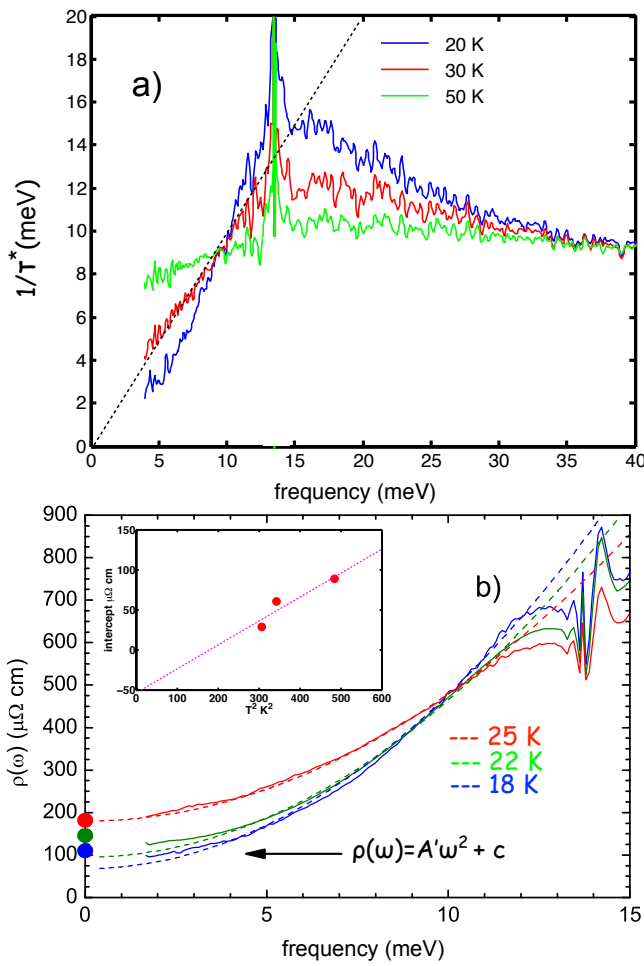 20
18
16
14
12
10
8
6
4
2
0
1/τ*(meV)
a)
20 K
30 K
50 K
0 5 10 15 20 25 30 35 40
frequency (meV)
900
800
700
600
500
400
300
200
100
0
ρ(ω) (μΩ cm)
150
100
50
0
−50
intercept μΩ cm
0 100 200 300 400 500 600
T² K²
b)
25 K
22 K
18 K
ρ(ω)=A'ω² + c
0 5 10 15
frequency (meV)